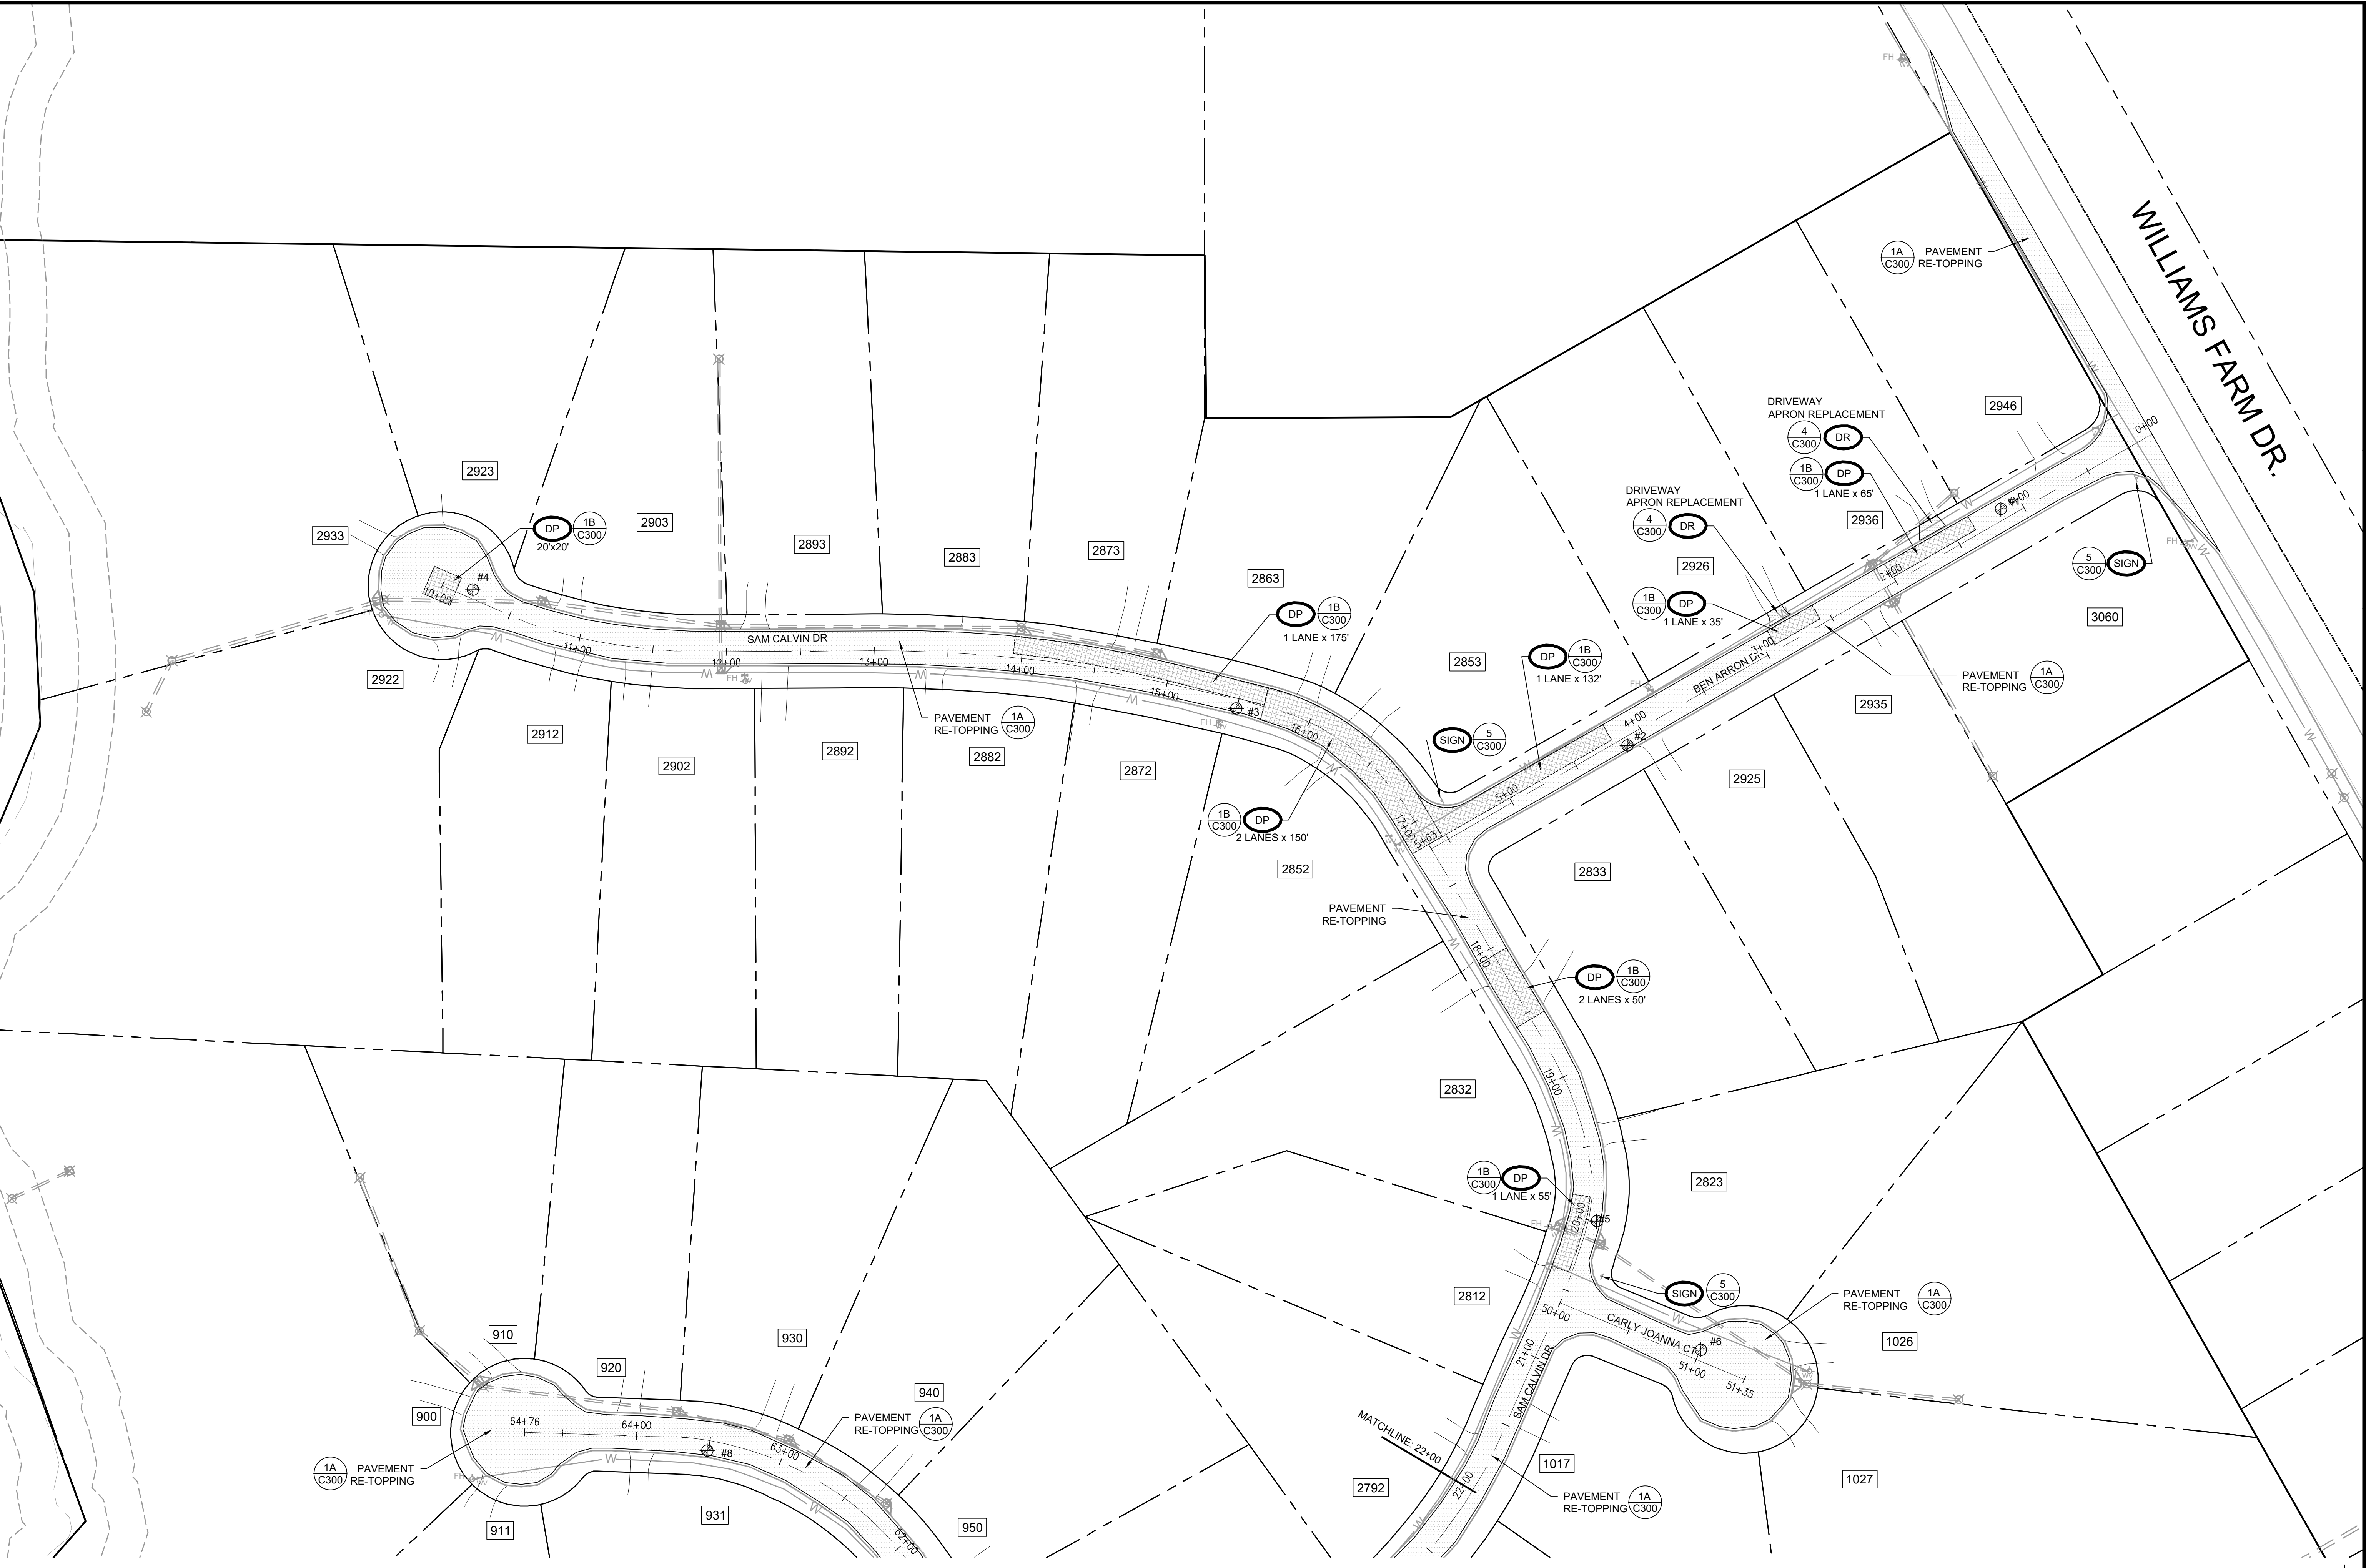 FH
WILLIAMS FARM DR.
1A
C300
PAVEMENT
RE-TOPPING
DRIVEWAY
APRON REPLACEMENT
4
C300
DR
1B
C300
DP
1 LANE x 65'
2946
0+00
2936
DRIVEWAY
APRON REPLACEMENT
4
C300
DR
2926
1B
C300
DP
1 LANE x 35'
2+00
3+00
BEN ARRON DR
5
C300
SIGN
FH
3060
PAVEMENT
RE-TOPPING
1A
C300
2935
2923
2933
DP
1B
C300
20'x20'
2903
2893
2883
2873
2863
#4
10+00
DP
1B
C300
1 LANE x 175'
SAM CALVIN DR
11+00
12+00
13+00
14+00
15+00
FH
2922
2912
2902
2892
2882
2872
PAVEMENT
RE-TOPPING
1A
C300
FH
#3
16+00
2853
DP
1B
C300
1 LANE x 132'
FH
4+00
#2
SIGN
5
C300
5+00
2925
1B
C300
DP
2 LANES x 150'
17+00
5+63
2852
2833
PAVEMENT
RE-TOPPING
18+00
DP
1B
C300
2 LANES x 50'
19+00
2832
1B
C300
DP
1 LANE x 55'
2823
20+00
#5
FH
2812
SIGN
5
C300
PAVEMENT
RE-TOPPING
1A
C300
50+00
CARLY JOANNA CT
#6
51+00
51+35
1026
21+00
SAM CALVIN DR
MATCHLINE: 22+00
22+00
1017
1027
2792
PAVEMENT
RE-TOPPING
1A
C300
910
920
930
940
900
64+76
64+00
63+00
#8
PAVEMENT
RE-TOPPING
1A
C300
1A
C300
PAVEMENT
RE-TOPPING
FH
931
911
950
62+00